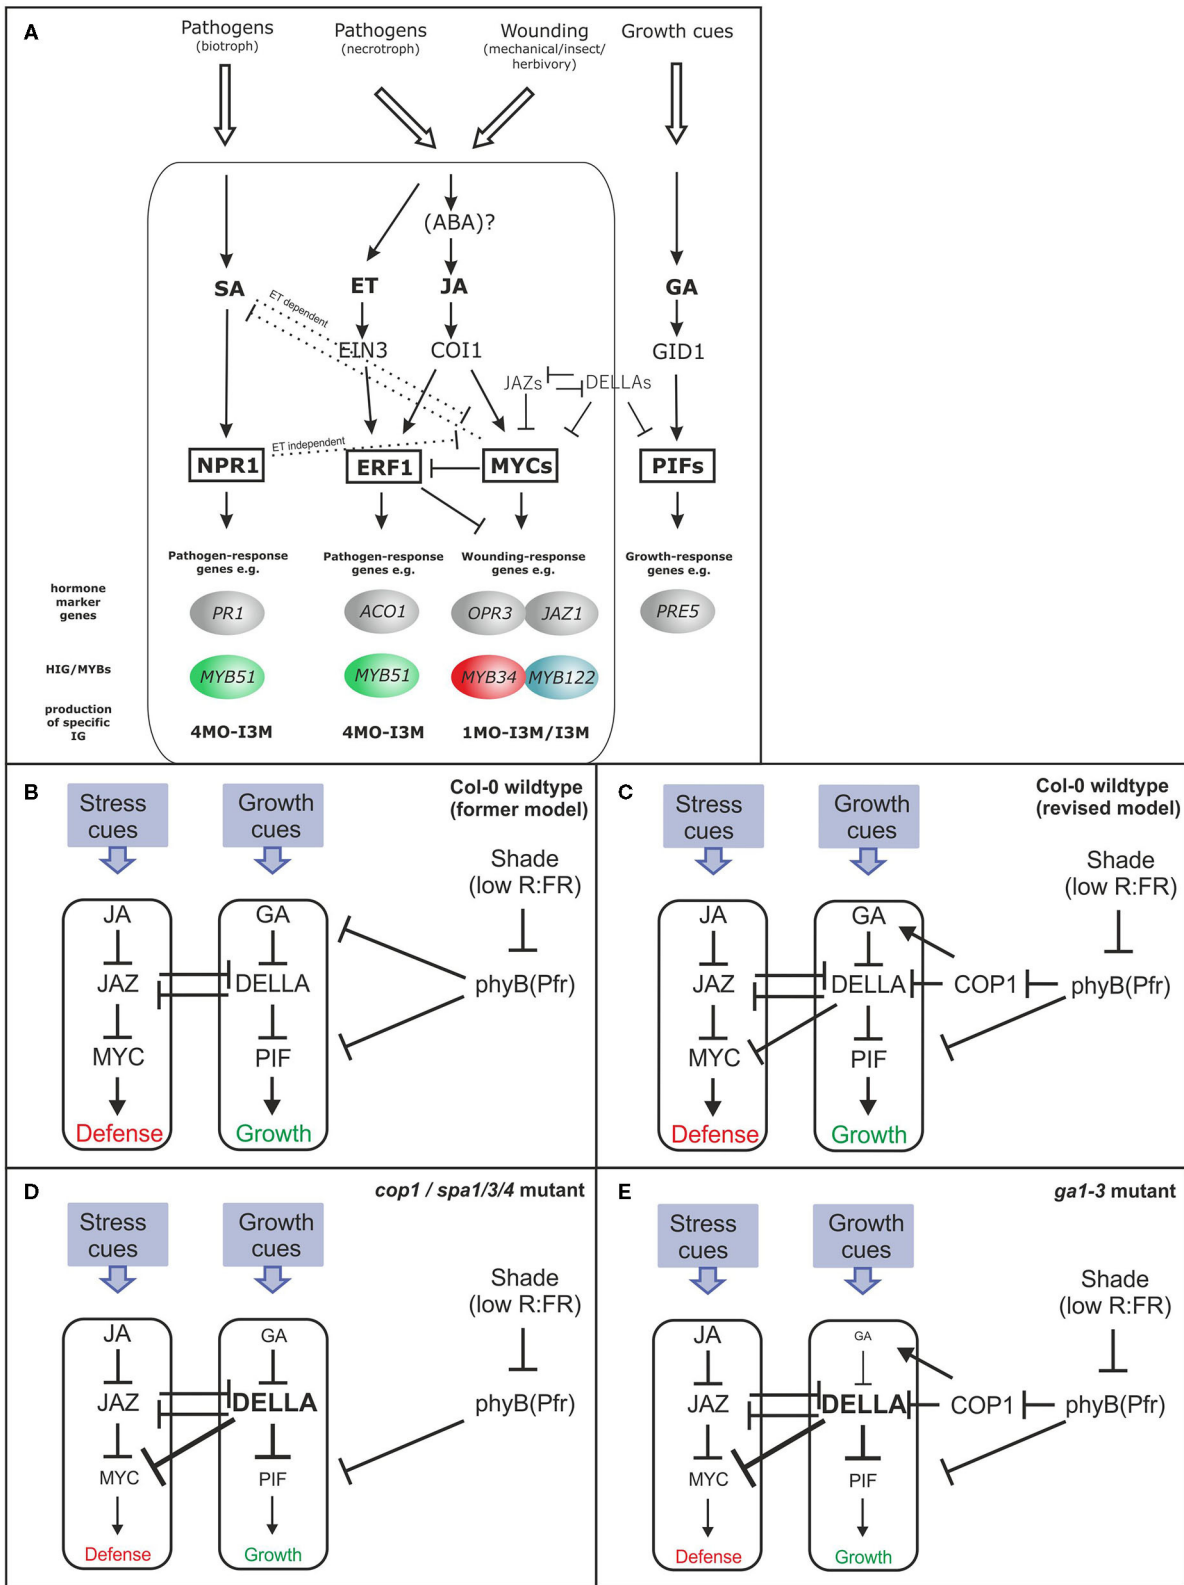 A
Pathogens
(biotroph)
Pathogens
(necrotroph)
Wounding
(mechanical/insect/
herbivory)
Growth cues
(ABA)?
SA
ET
JA
GA
ET dependent
EIN3
COI1
GID1
JAZs
DELLAs
ET independent
NPR1
ERF1
MYCs
PIFs
Pathogen-response
genes e.g.
Pathogen-response
genes e.g.
Wounding-response
genes e.g.
Growth-response
genes e.g.
hormone
marker
genes
PR1
ACO1
OPR3
JAZ1
PRE5
HIG/MYBs
MYB51
MYB51
MYB34
MYB122
production
of specific
IG
4MO-I3M
4MO-I3M
1MO-I3M/I3M
B
Stress
cues
Growth
cues
Col-0 wildtype
(former model)
Shade
(low R:FR)
JA
GA
JAZ
DELLA
phyB(Pfr)
MYC
PIF
Defense
Growth
C
Stress
cues
Growth
cues
Col-0 wildtype
(revised model)
Shade
(low R:FR)
JA
GA
JAZ
DELLA
COP1
phyB(Pfr)
MYC
PIF
Defense
Growth
D
cop1 / spa1/3/4 mutant
Stress
cues
Growth
cues
Shade
(low R:FR)
JA
GA
JAZ
DELLA
phyB(Pfr)
MYC
PIF
Defense
Growth
E
ga1-3 mutant
Stress
cues
Growth
cues
Shade
(low R:FR)
JA
GA
JAZ
DELLA
COP1
phyB(Pfr)
MYC
PIF
Defense
Growth